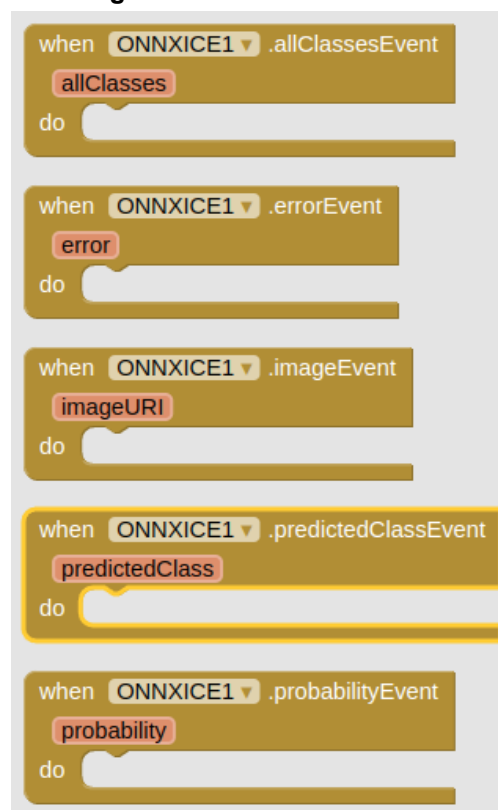 when ONNXICE1 .allClassesEvent
allClasses
do
when ONNXICE1 .errorEvent
error
do
when ONNXICE1 .imageEvent
imageURI
do
when ONNXICE1 .predictedClassEvent
predictedClass
do
when ONNXICE1 .probabilityEvent
probability
do